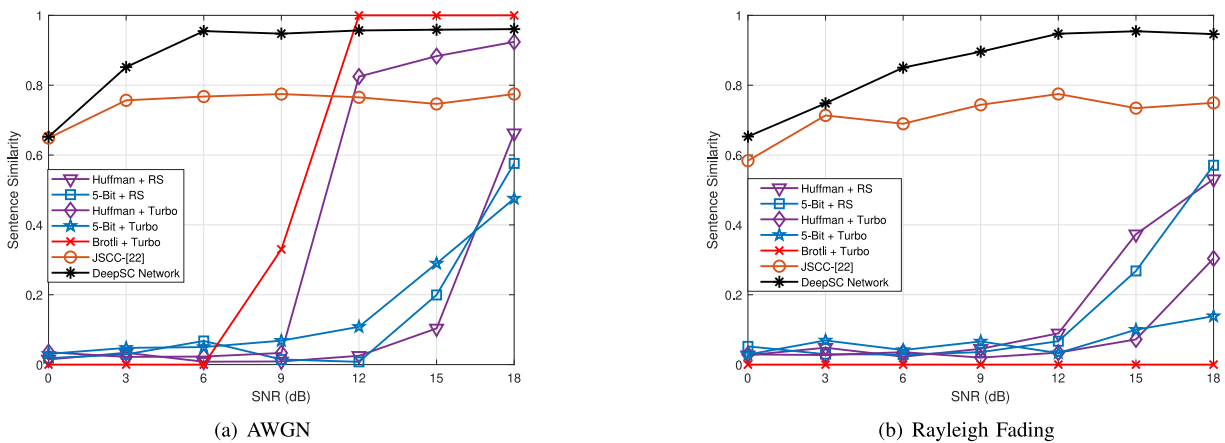 1
0.8
0.6
0.4
0.2
0
Sentence Similarity
Huffman + RS
5-Bit + RS
Huffman + Turbo
5-Bit + Turbo
Brotli + Turbo
JSCC-[22]
DeepSC Network
0 3 6 9 12 15 18
SNR (dB)
(a) AWGN
1
0.8
0.6
0.4
0.2
0
Sentence Similarity
Huffman + RS
5-Bit + RS
Huffman + Turbo
5-Bit + Turbo
Brotli + Turbo
JSCC-[22]
DeepSC Network
0 3 6 9 12 15 18
SNR (dB)
(b) Rayleigh Fading